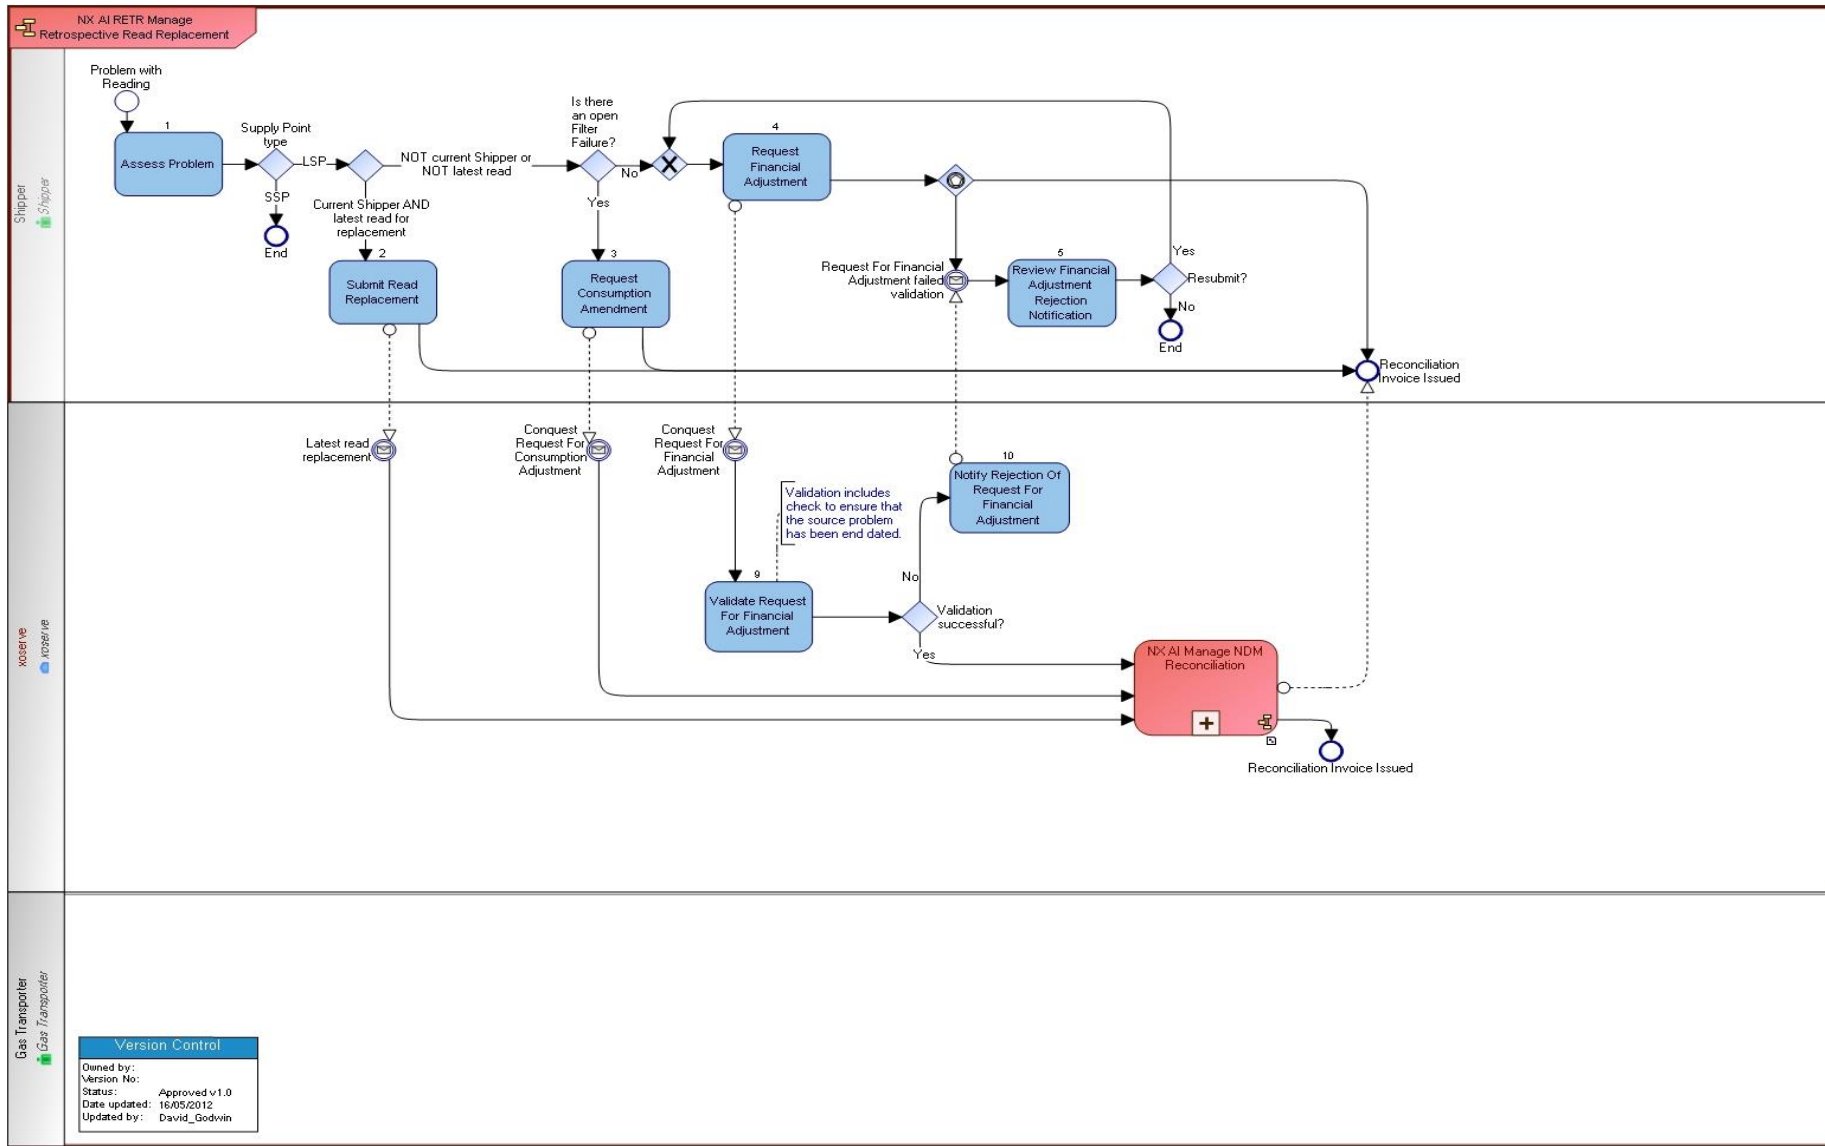 NX AI RETR Manage
Retrospective Read Replacement
Shipper
Shipper
Problem with
Reading
1
Assess Problem
Supply Point
type
LSP
SSP
End
NOT current Shipper or
NOT latest read
Current Shipper AND
latest read for
replacement
2
Submit Read
Replacement
Is there
an open
Filter
Failure?
No
Yes
3
Request
Consumption
Amendment
4
Request
Financial
Adjustment
Request For Financial
Adjustment failed
validation
5
Review Financial
Adjustment
Rejection
Notification
Yes
Resubmit?
No
End
Reconciliation
Invoice Issued
xoserve
xoserve
Latest read
replacement
Conquest
Request For
Consumption
Adjustment
Conquest
Request For
Financial
Adjustment
Validation includes
check to ensure that
the source problem
has been end dated.
9
Validate Request
For Financial
Adjustment
10
Notify Rejection Of
Request For
Financial
Adjustment
No
Validation
successful?
Yes
NX AI Manage NDM
Reconciliation
Reconciliation Invoice Issued
Gas Transporter
Gas Transporter
Version Control
Owned by:
Version No:
Status: Approved v1.0
Date updated: 16/05/2012
Updated by: David_Godwin